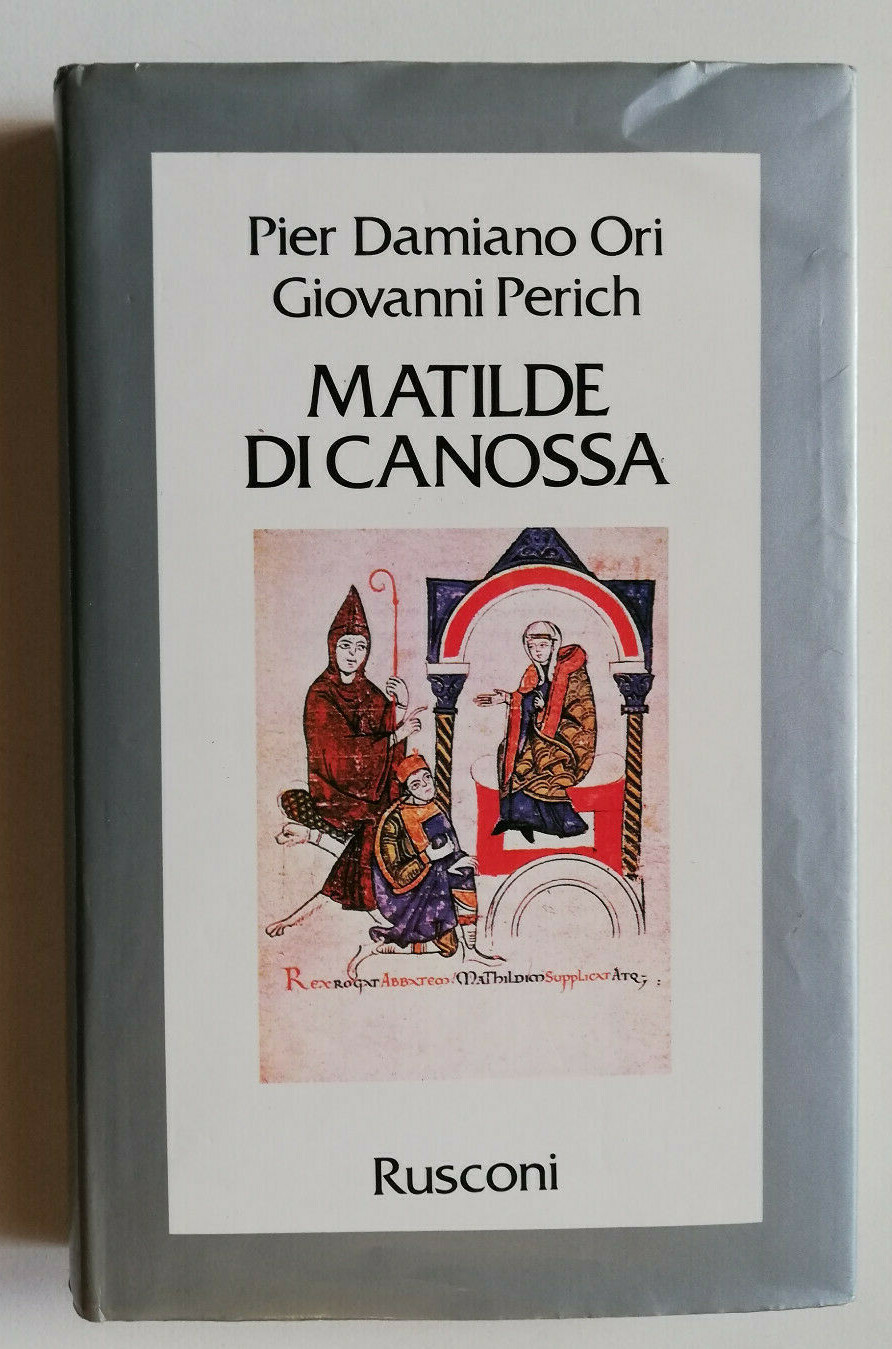 Pier Damiano Ori
Giovanni Perich
MATILDE
DI CANOSSA
REX ROGAT ABBATEM: MATHILDIM SUPPLICAT ATQ; :
Rusconi